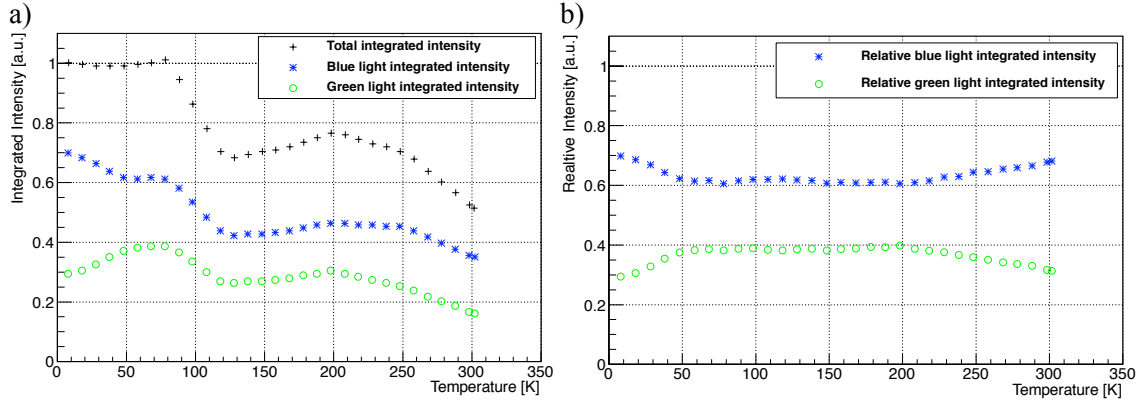 a)
Integrated Intensity [a.u.]
Total integrated intensity
Blue light integrated intensity
Green light integrated intensity
1
0.8
0.6
0.4
0.2
0
0 50 100 150 200 250 300 350
Temperature [K]
b)
Relative Intensity [a.u.]
Relative blue light integrated intensity
Relative green light integrated intensity
1
0.8
0.6
0.4
0.2
0
0 50 100 150 200 250 300 350
Temperature [K]